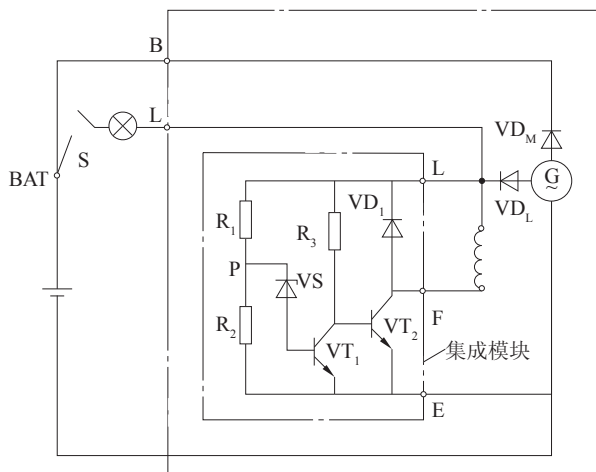 B
L
S
BAT
VD_M
G
~
VD_L
L
R_1
R_3
VD_1
P
VS
R_2
VT_1
VT_2
F
集成模块
E